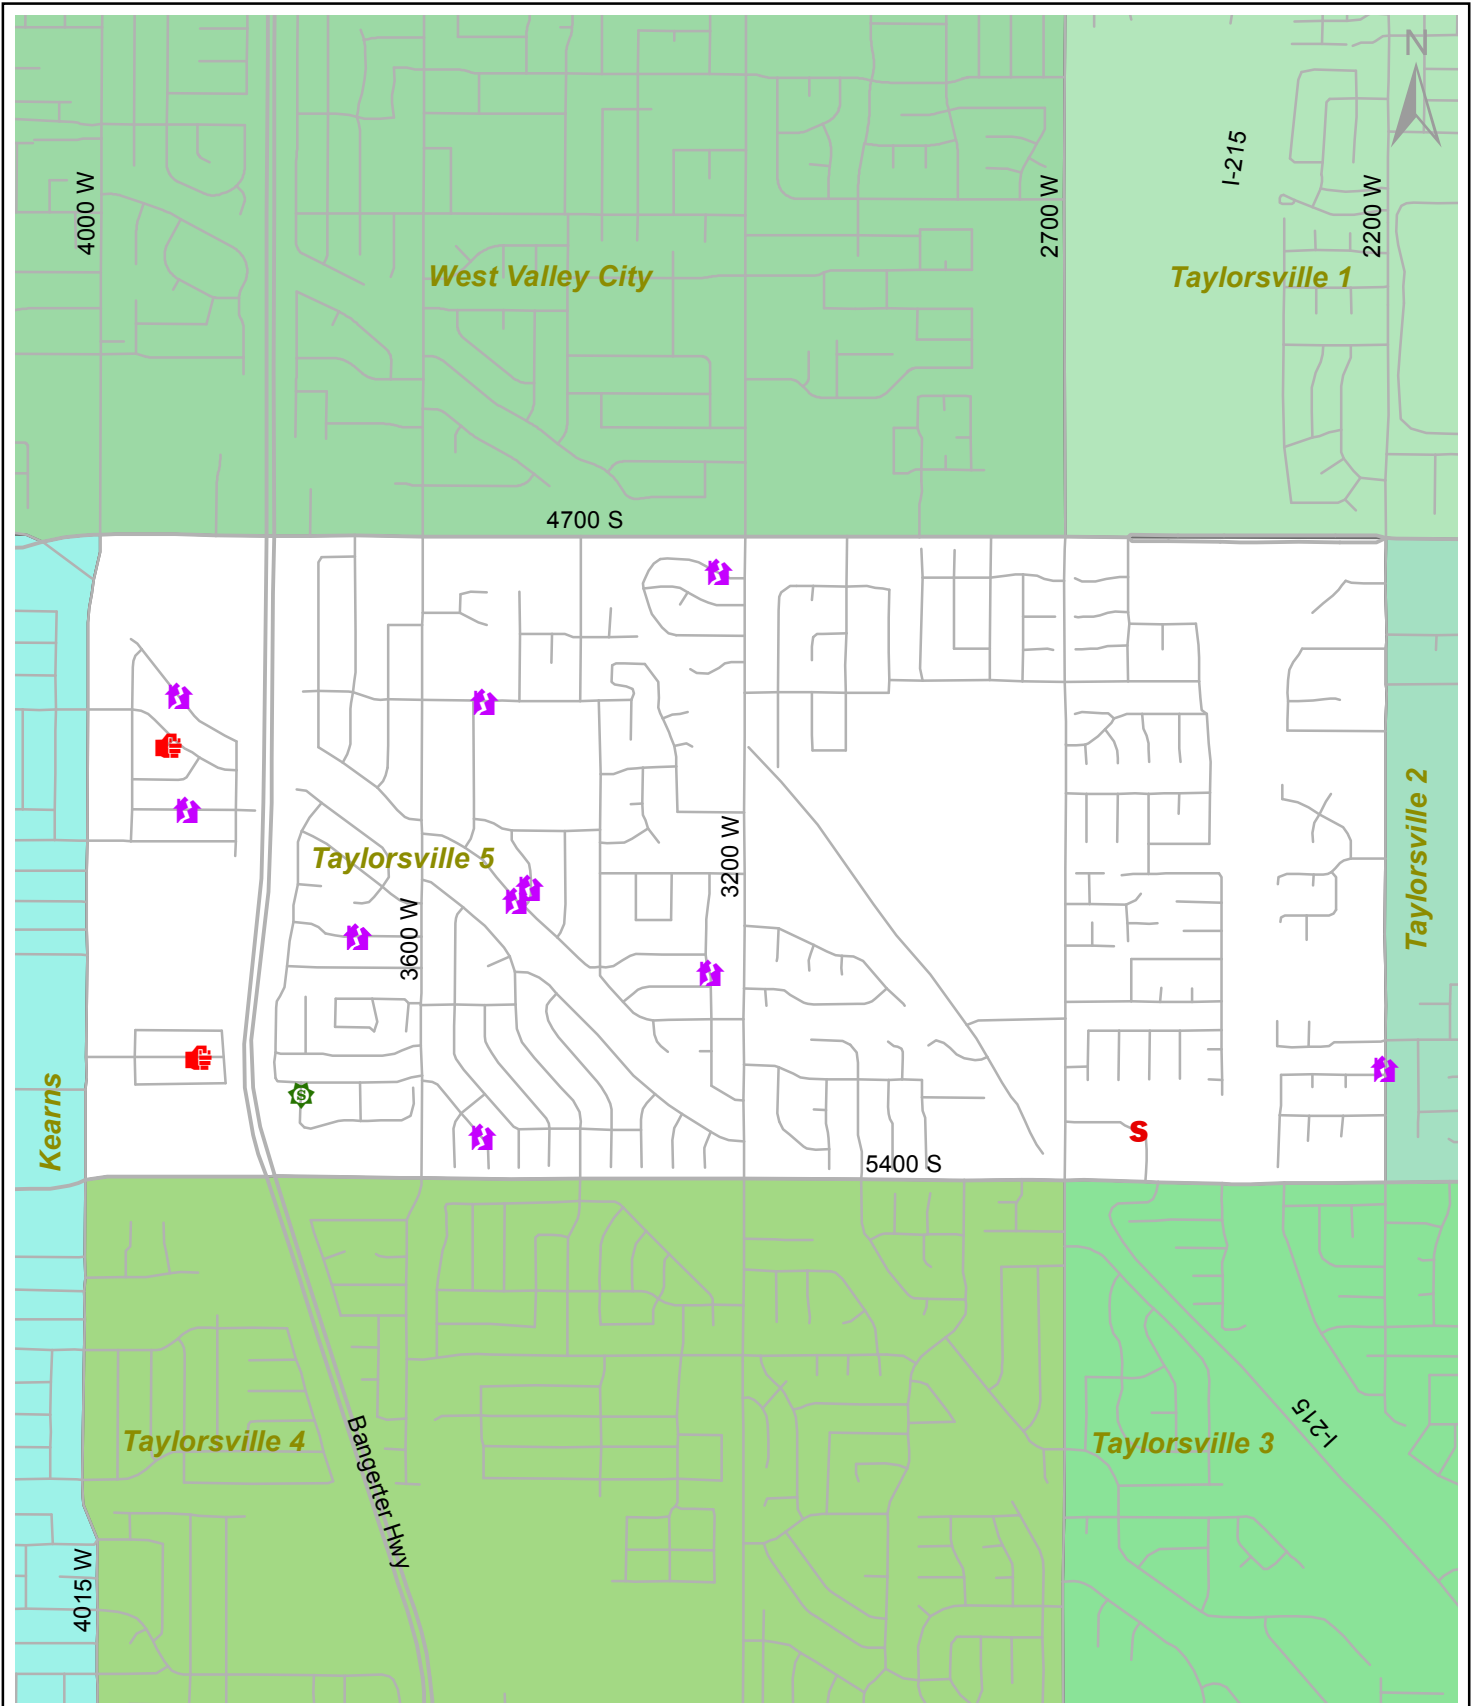 N
I-215
4000 W
2700 W
2200 W
West Valley City
Taylorsville 1
4700 S
Taylorsville 5
3200 W
Taylorsville 2
3600 W
Kearns
S
S
5400 S
Taylorsville 4
Bangerter Hwy
Taylorsville 3
I-215
4015 W